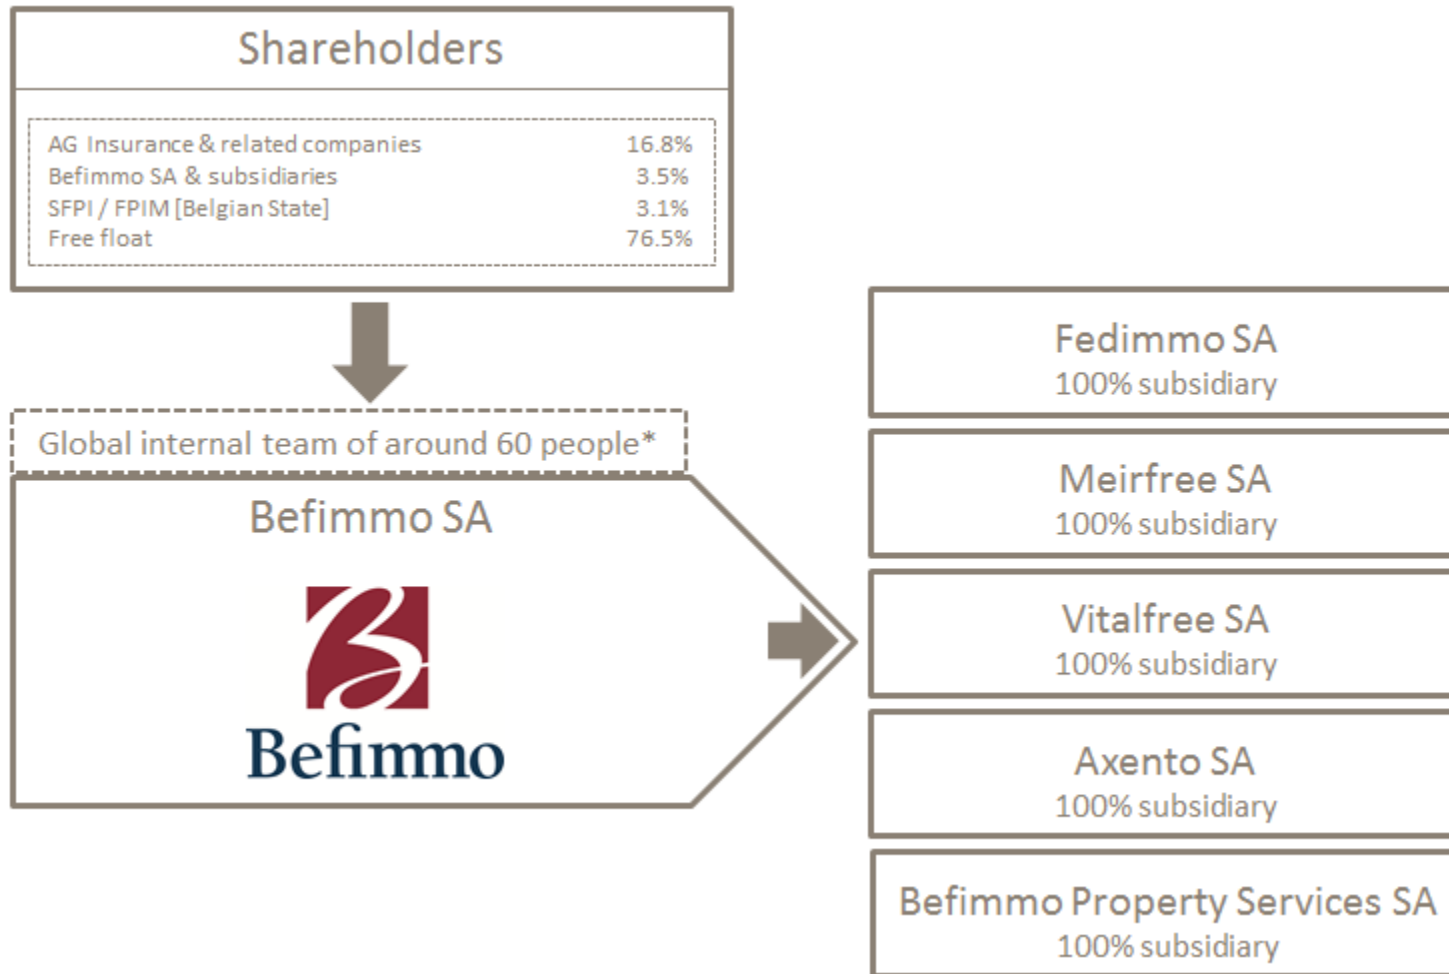 Shareholders
AG Insurance & related companies 16.8%
Befimmo SA & subsidiaries 3.5%
SFPI / FPIM [Belgian State] 3.1%
Free float 76.5%
Global internal team of around 60 people*
Befimmo SA
Befimmo
Fedimmo SA
100% subsidiary
Meirfree SA
100% subsidiary
Vitalfree SA
100% subsidiary
Axento SA
100% subsidiary
Befimmo Property Services SA
100% subsidiary